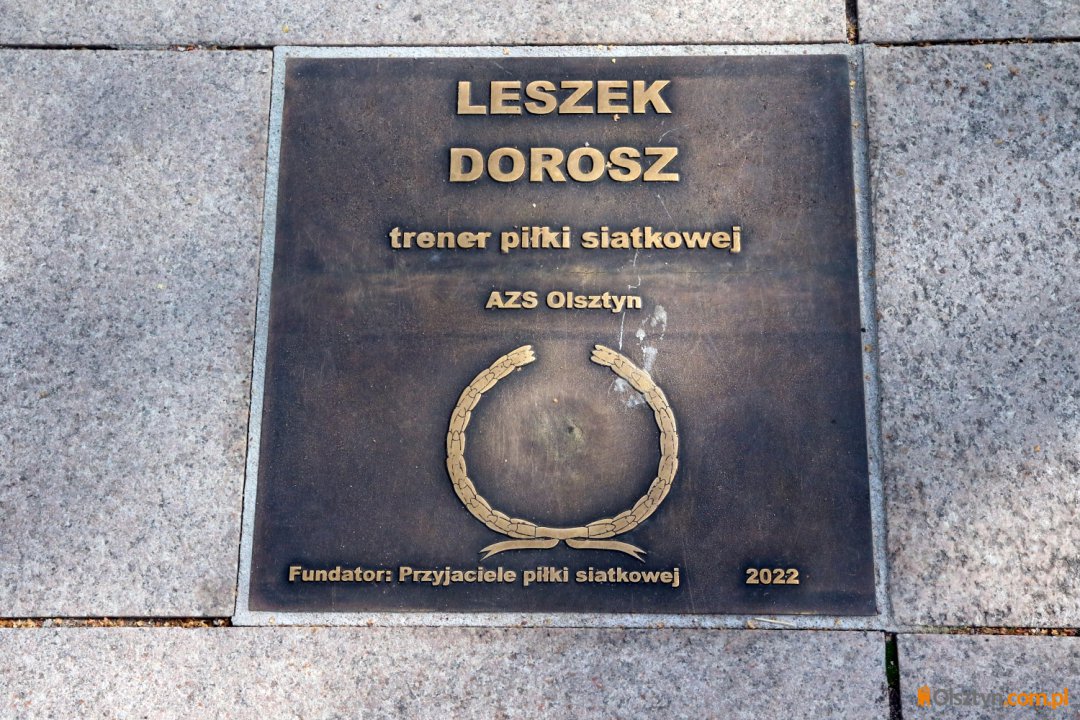 LESZEK
DOROSZ
trener piłki siatkowej
AZS Olsztyn
Fundator: Przyjaciele piłki siatkowej 2022
Olsztyn.com.pl